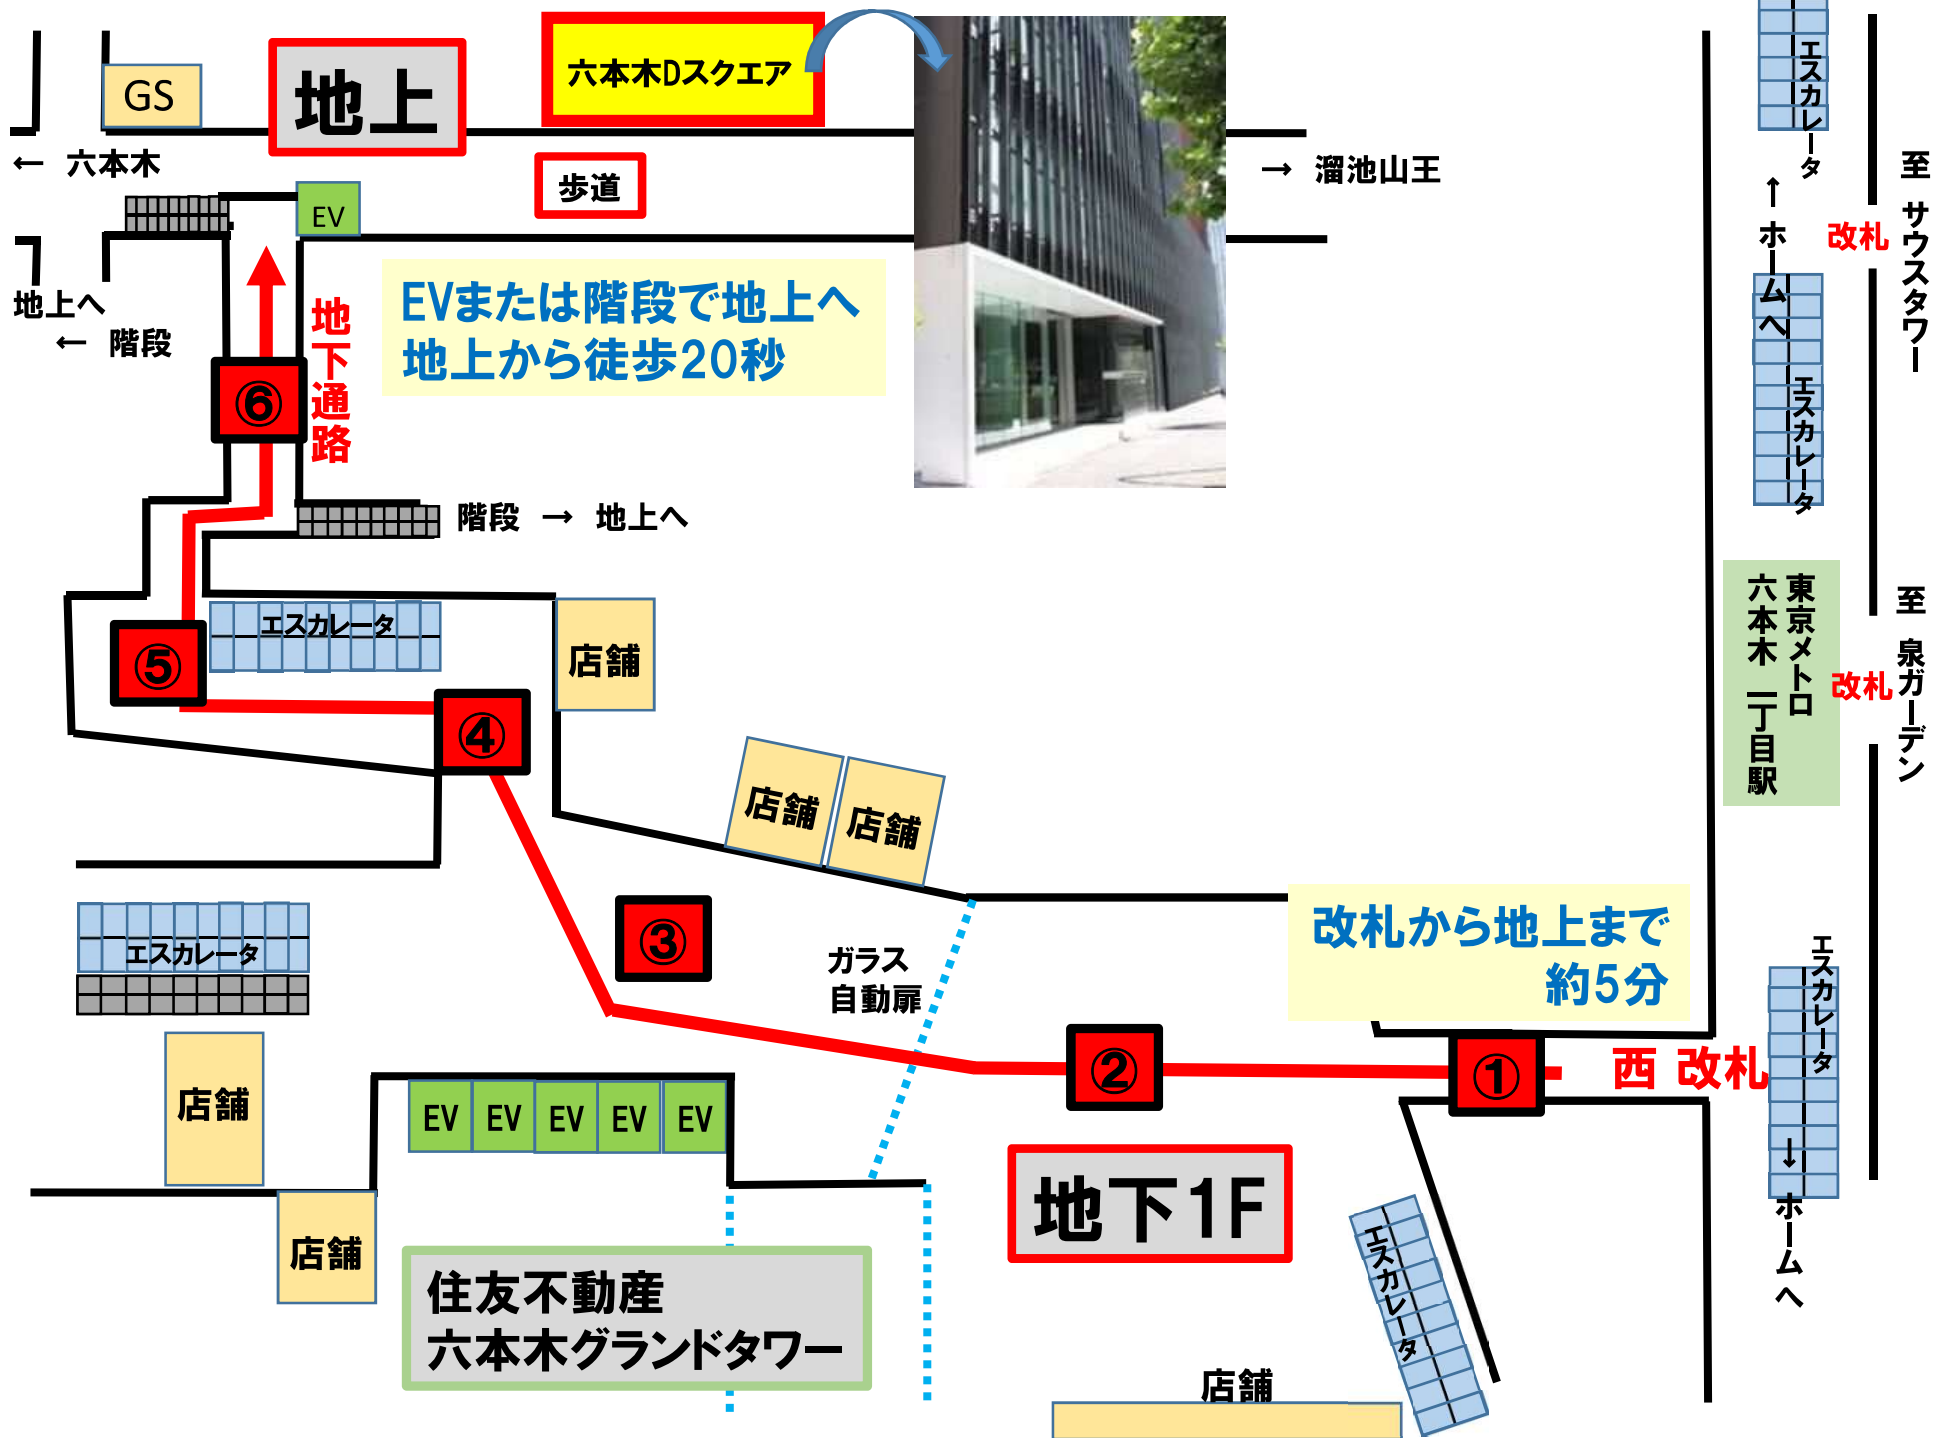 GS
地上
六本木Dスクエア
← 六本木
歩道
→ 溜池山王
EV
地上へ
← 階段
地下通路
EVまたは階段で地上へ
地上から徒歩20秒
⑥
階段 → 地上へ
エスカレータ
⑤
④
店舗
店舗
店舗
③
エスカレータ
ガラス
自動扉
店舗
EV
EV
EV
EV
EV
店舗
住友不動産
六本木グランドタワー
②
地下1F
①
西 改札
改札から地上まで
約5分
店舗
エスカレータ
エスカレータ
↑ ホームへ
エスカレータ
改札
至 サウスタワー
東京メトロ
六本木一丁目駅
改札
至 泉ガーデン
エスカレータ
→ ホームへ